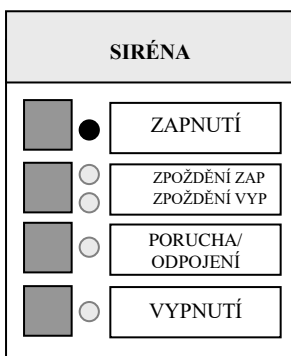 SIRÉNA
ZAPNUTÍ
ZPOŽDĚNÍ ZAP
ZPOŽDĚNÍ VYP
PORUCHA/
ODPOJENÍ
VYPNUTÍ